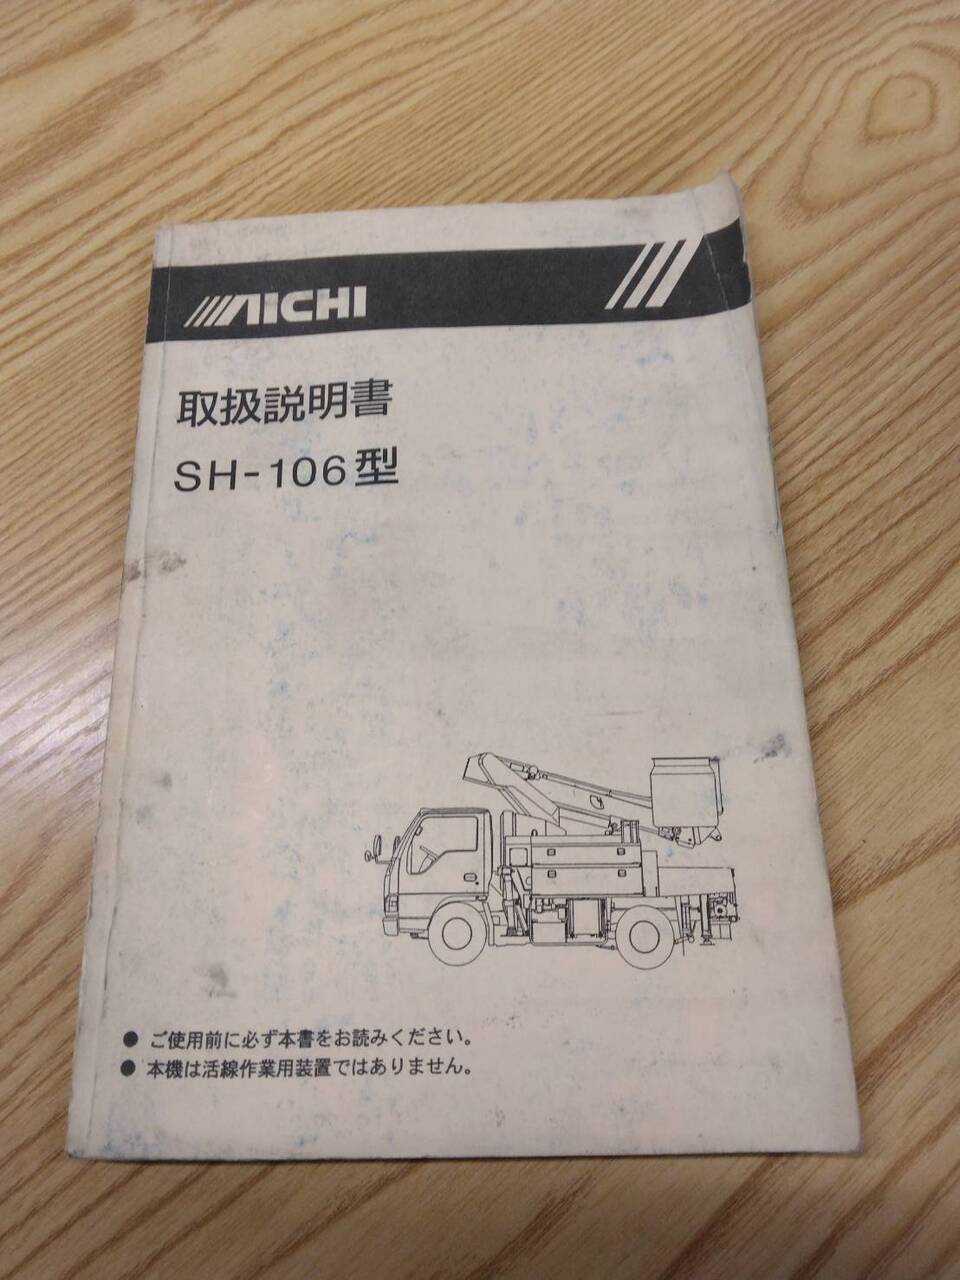 AICHI
取扱説明書
SH-106型
● ご使用前に必ず本書をお読みください。
● 本機は活線作業用装置ではありません。